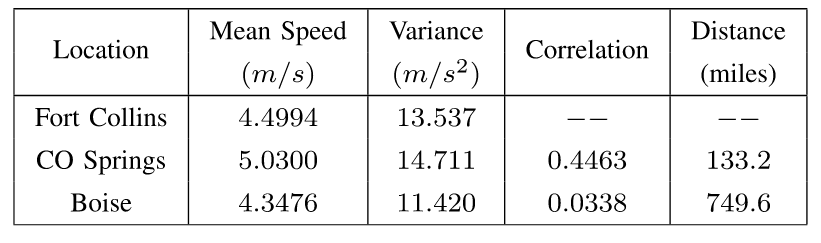 Location Mean Speed Variance Correlation Distance
(m/s) (m/s²) (miles)
Fort Collins 4.4994 13.537 −− −−
CO Springs 5.0300 14.711 0.4463 133.2
Boise 4.3476 11.420 0.0338 749.6